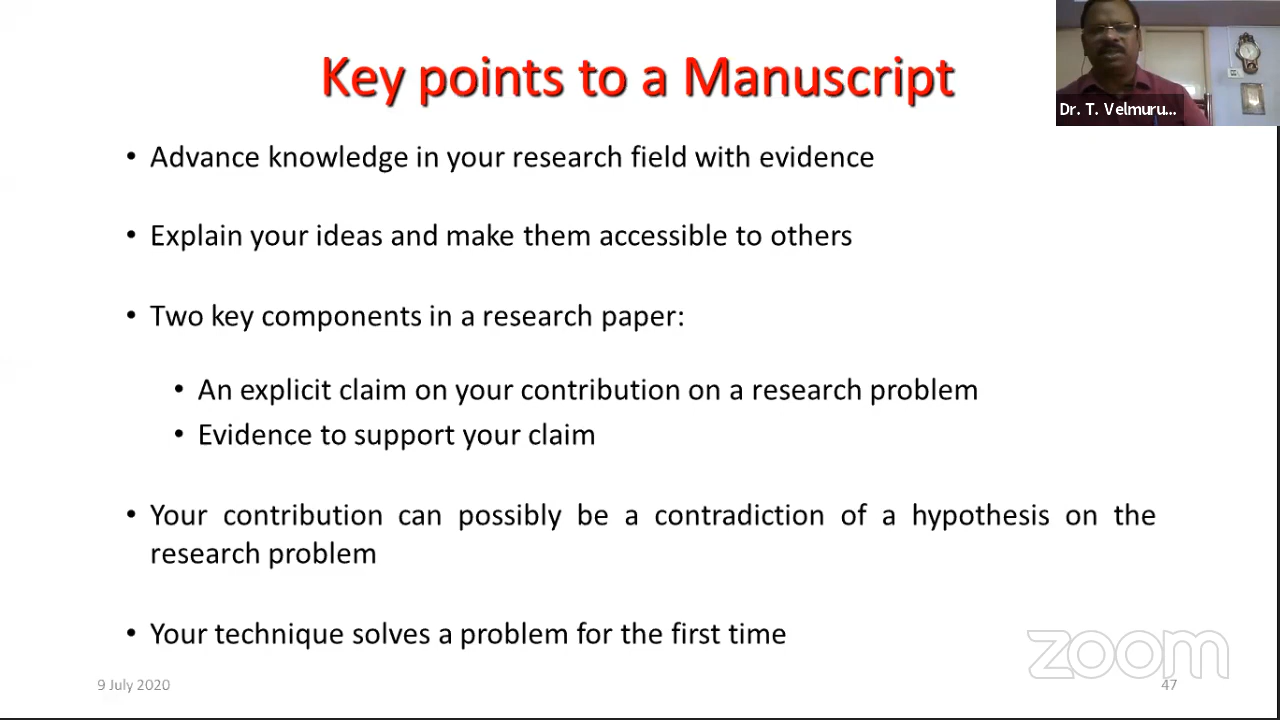 Key points to a Manuscript
Dr. T. Velmuru...
• Advance knowledge in your research field with evidence
• Explain your ideas and make them accessible to others
• Two key components in a research paper:
• An explicit claim on your contribution on a research problem
• Evidence to support your claim
• Your contribution can possibly be a contradiction of a hypothesis on the
research problem
• Your technique solves a problem for the first time
zoom
9 July 2020
47